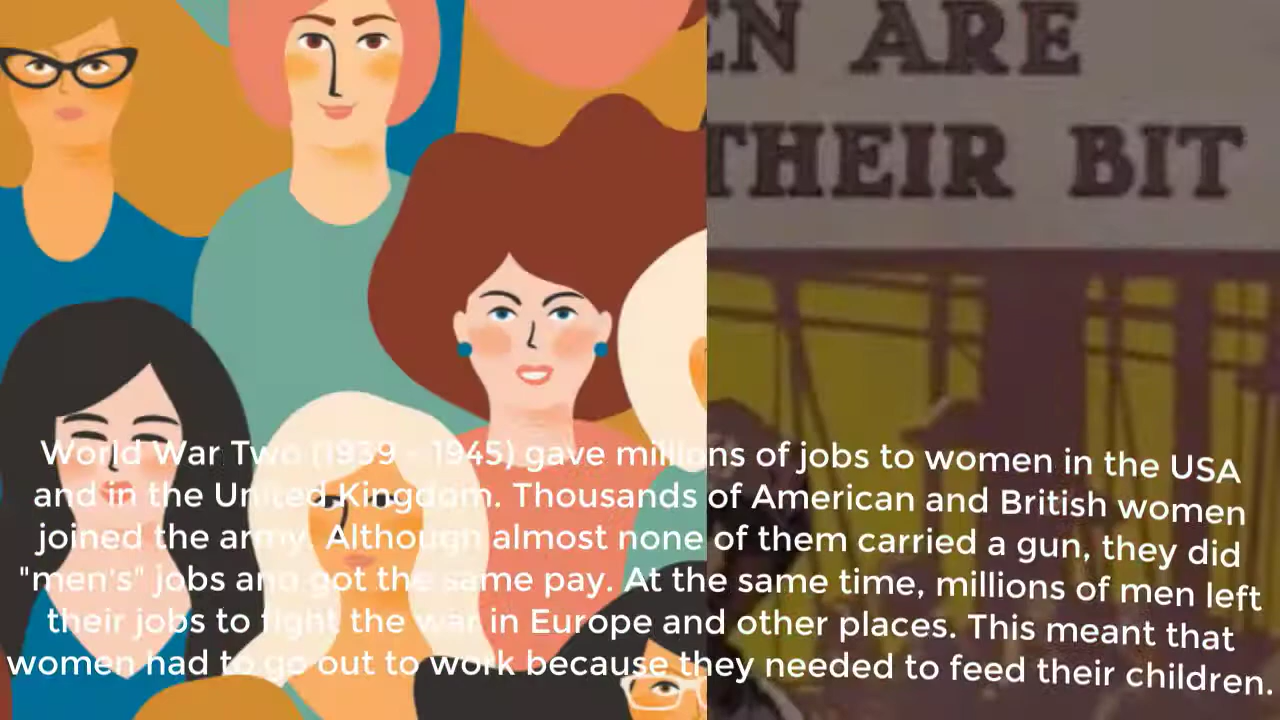 EN ARE
THEIR BIT
World War Two (1939 - 1945) gave millions of jobs to women in the USA
and in the United Kingdom. Thousands of American and British women
joined the army. Although almost none of them carried a gun, they did
"men's" jobs and got the same pay. At the same time, millions of men left
their jobs to fight the war in Europe and other places. This meant that
women had to go out to work because they needed to feed their children.